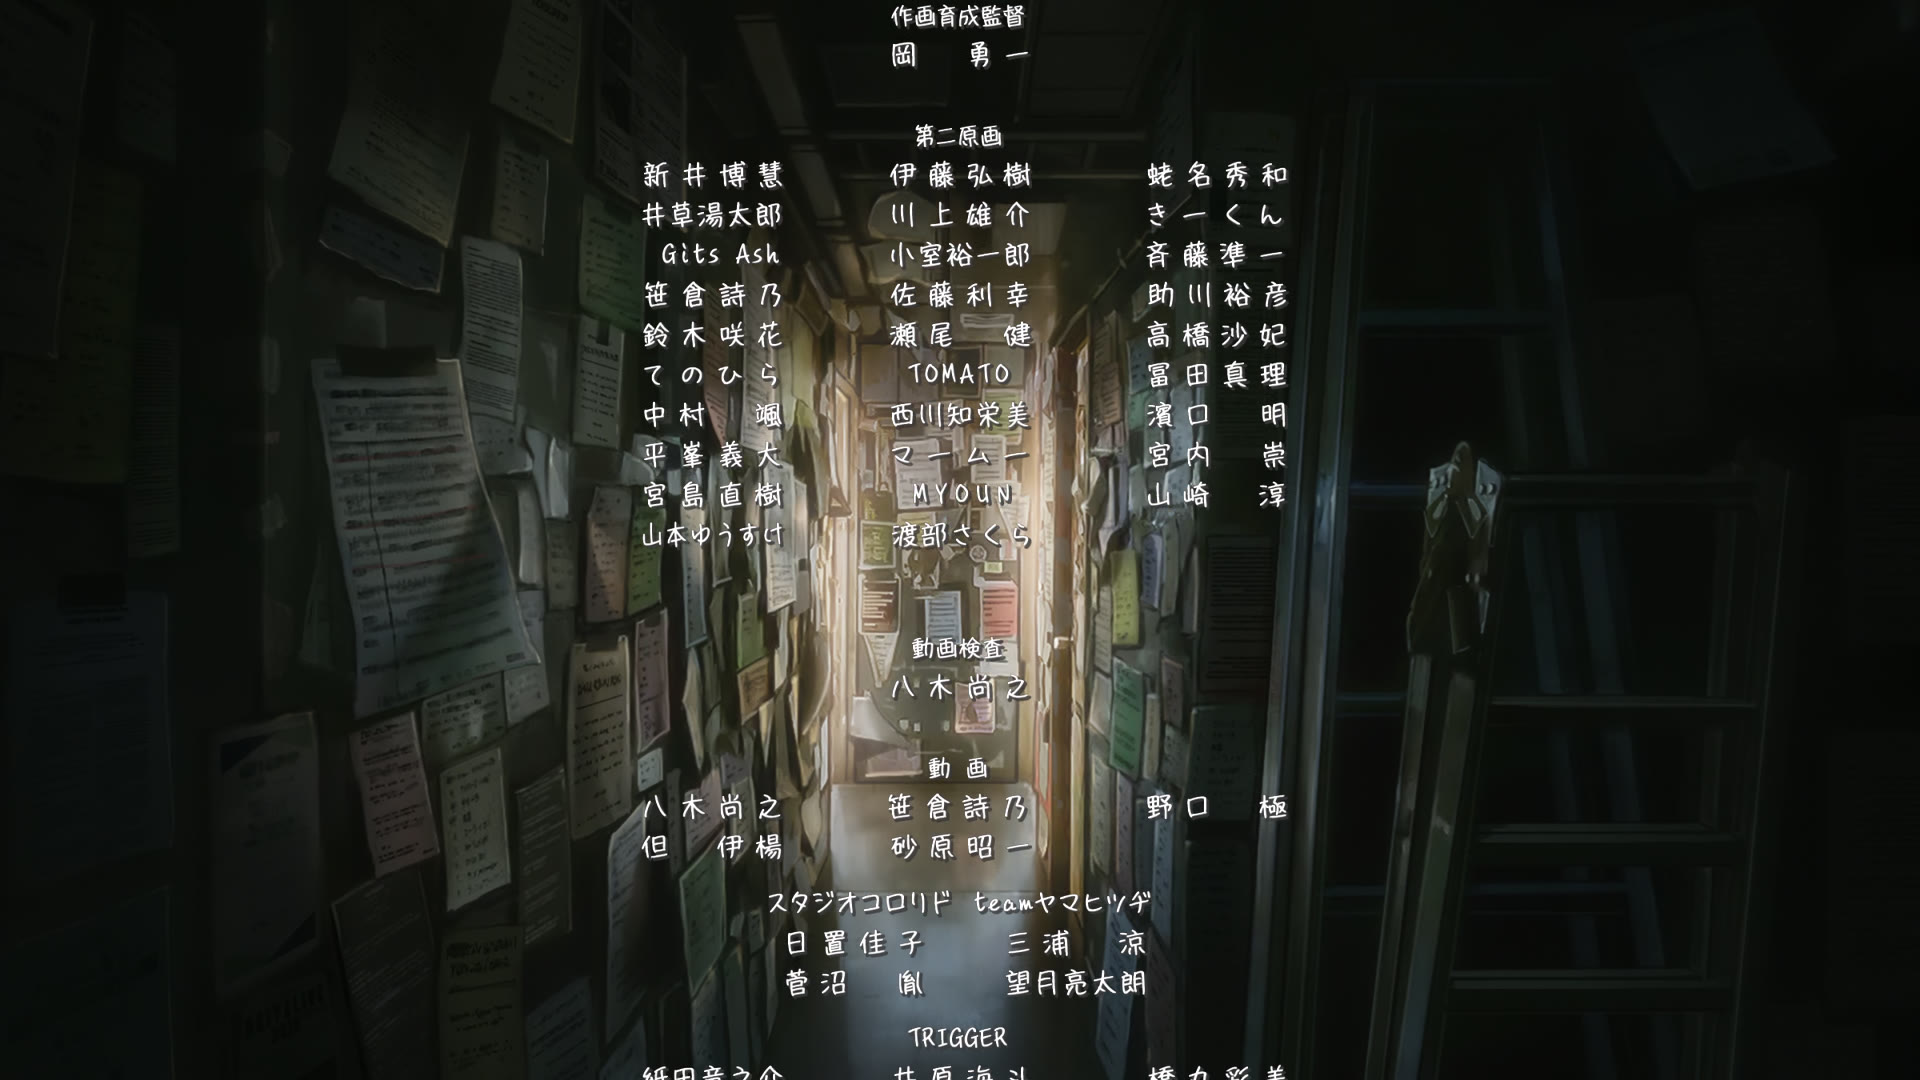 作画育成監督
岡 勇一
第二原画
新井博慧 伊藤弘樹 蛯名秀和
井草湯太郎 川上雄介 きーくん
Gits Ash 小室裕一郎 斉藤準一
笹倉詩乃 佐藤利幸 助川裕彦
鈴木咲花 瀬尾 健 高橋沙妃
てのひら TOMATO 冨田真理
中村 颯 西川知栄美 濱口 明
平峯義大 マームー 宮内 崇
宮島直樹 MYOUN 山崎 淳
山本ゆうすけ 渡部さくら
動画検査
八木尚之
動画
八木尚之 笹倉詩乃 野口 極
但 伊楊 砂原昭一
スタジオコロリド teamヤマヒツヂ
日置佳子 三浦 涼
菅沼 胤 望月亮太朗
TRIGGER